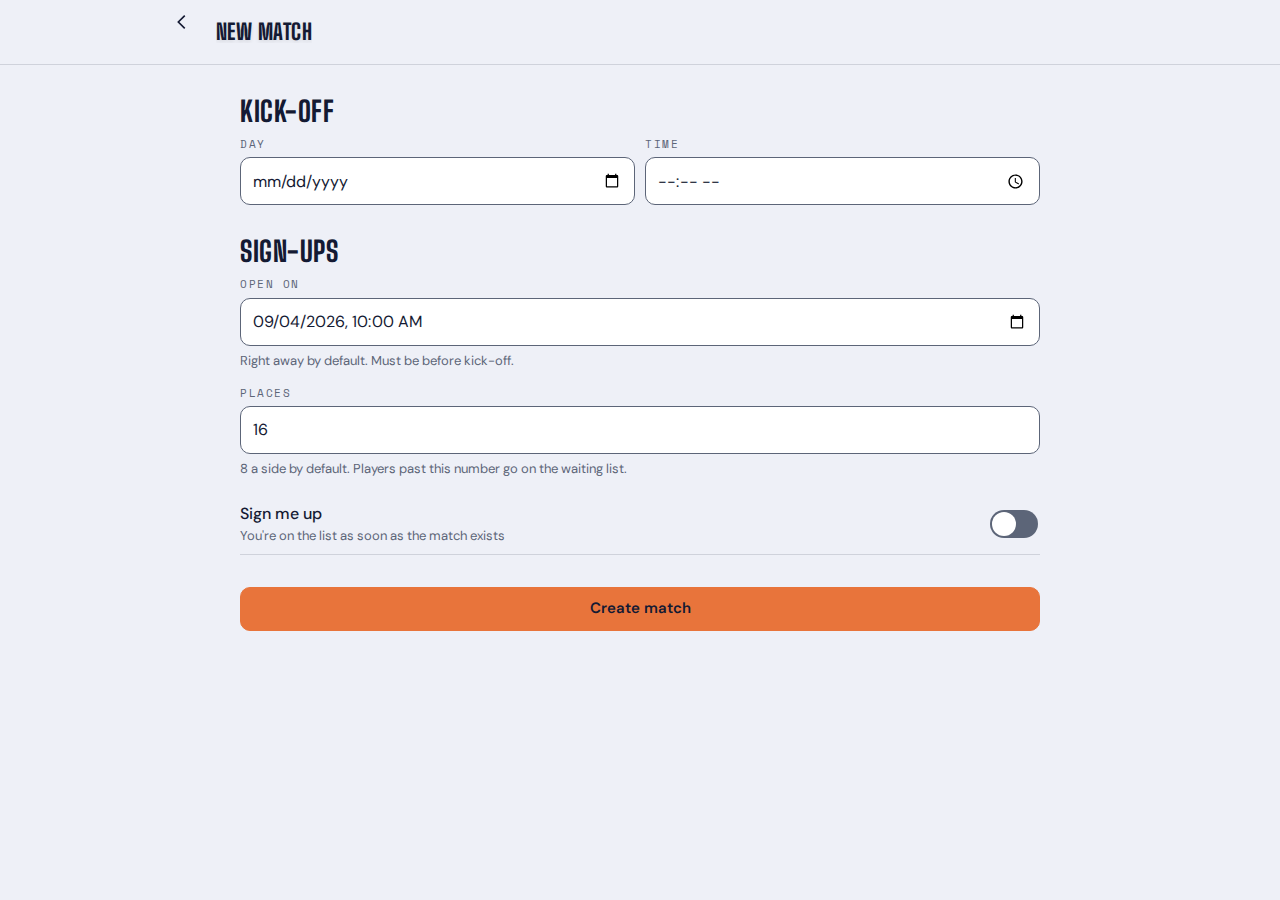 NEW MATCH
KICK-OFF
DAY
TIME
mm/dd/yyyy
--:-- --
SIGN-UPS
OPEN ON
09/04/2026, 10:00 AM
Right away by default. Must be before kick-off.
PLACES
16
8 a side by default. Players past this number go on the waiting list.
Sign me up
You're on the list as soon as the match exists
Create match